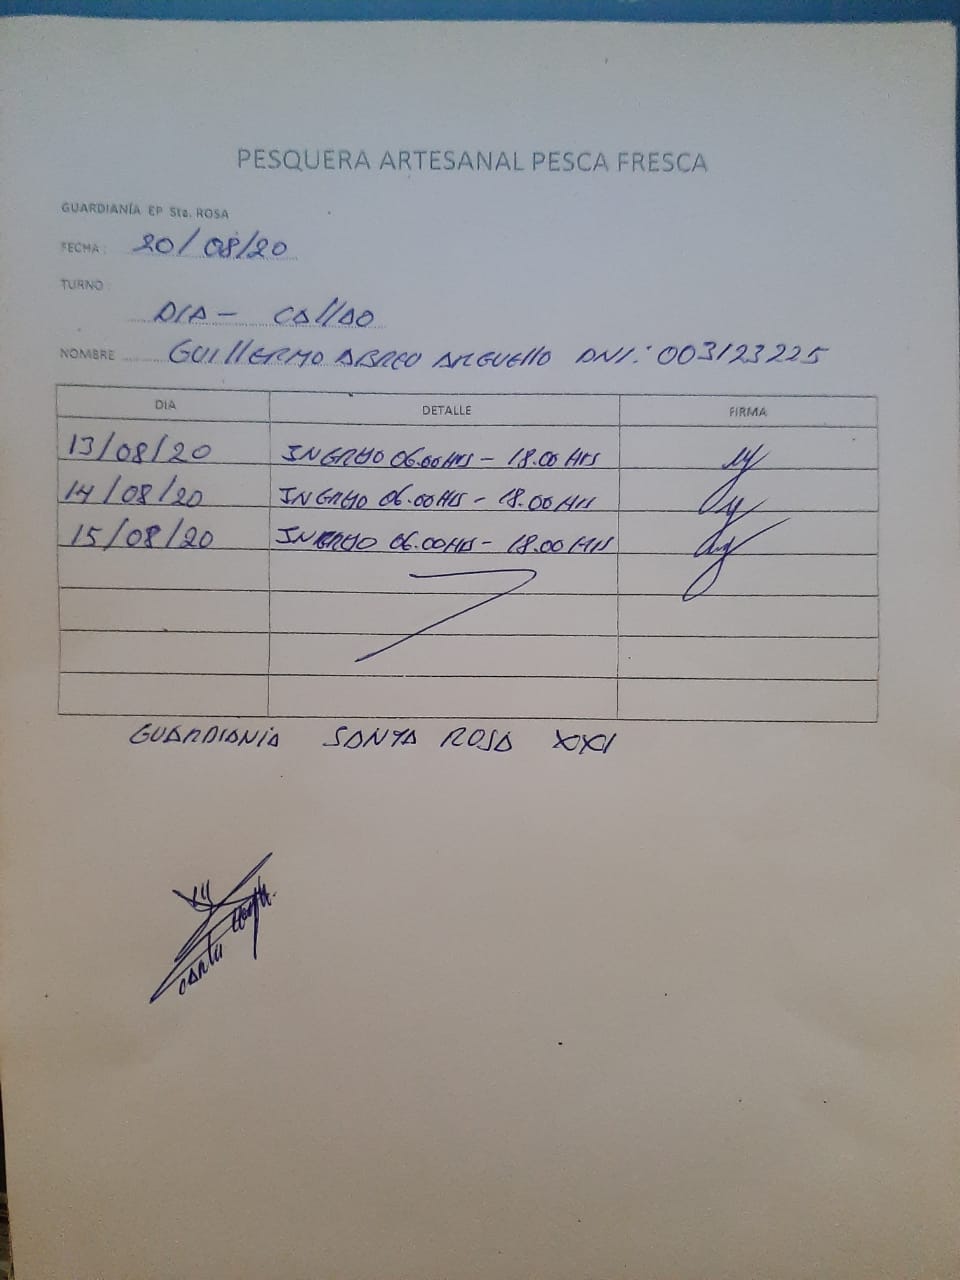 PESQUERA ARTESANAL PESCA FRESCA
GUARDIANÍA EP Sta. ROSA
FECHA: 20/08/20
TURNO:
DIA - CALLAO
NOMBRE GUILLERMO ABREO ARGUELLO DNI: 003123225
DIA DETALLE FIRMA
13/08/20 INGRESO 06.00 HRS - 18.00 HRS
14/08/20 INGRESO 06.00 HRS - 18.00 HRS
15/08/20 INGRESO 06.00 HRS - 18.00 HRS
GUARDIANIA SANTA ROSA XXI